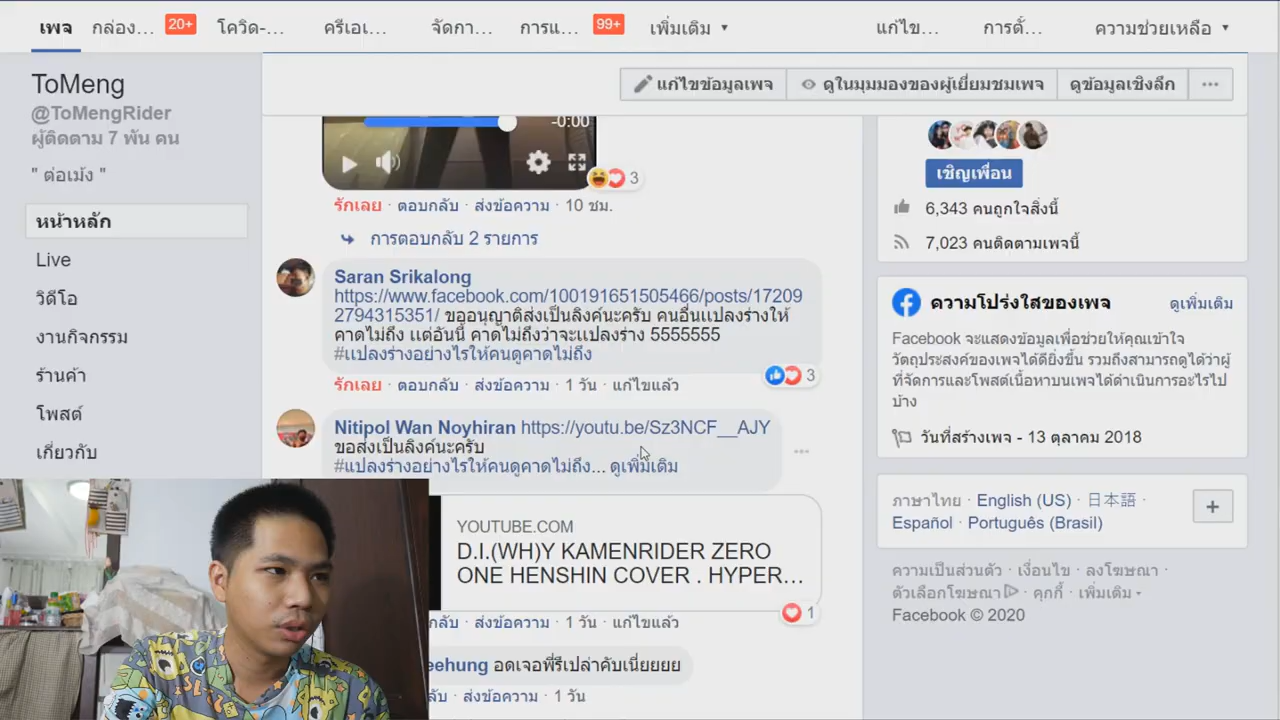 เพจ
กล่อง...
20+
โควิด-...
ครีเอ...
จัดกา...
การแ...
99+
เพิ่มเติม
แก้ไข...
การตั้...
ความช่วยเหลือ
ToMeng
@ToMengRider
ผู้ติดตาม 7 พัน คน
" ต่อเม้ง "
หน้าหลัก
Live
วิดีโอ
งานกิจกรรม
ร้านค้า
โพสต์
เกี่ยวกับ
แก้ไขข้อมูลเพจ
ดูในมุมมองของผู้เยี่ยมชมเพจ
ดูข้อมูลเชิงลึก
...
-0:00
3
รักเลย · ตอบกลับ · ส่งข้อความ · 10 ชม.
การตอบกลับ 2 รายการ
Saran Srikalong
https://www.facebook.com/100191651505466/posts/17209
2794315351/ ขออนุญาติส่งเป็นลิงค์นะครับ คนอื่นแปลงร่างให้
คาดไม่ถึง แต่อันนี้ คาดไม่ถึงว่าจะแปลงร่าง 5555555
#แปลงร่างอย่างไรให้คนดูคาดไม่ถึง
3
รักเลย · ตอบกลับ · ส่งข้อความ · 1 วัน · แก้ไขแล้ว
Nitipol Wan Noyhiran https://youtu.be/Sz3NCF__AJY
ขอส่งเป็นลิงค์นะครับ
#แปลงร่างอย่างไรให้คนดูคาดไม่ถึง... ดูเพิ่มเติม
YOUTUBE.COM
D.I.(WH)Y KAMENRIDER ZERO
ONE HENSHIN COVER . HYPER...
1
กลับ · ส่งข้อความ · 1 วัน · แก้ไขแล้ว
eehung อดเจอพี่รีเปล่าคับเนี่ยยยย
กลับ · ส่งข้อความ · 1 วัน
เชิญเพื่อน
6,343 คนถูกใจสิ่งนี้
7,023 คนติดตามเพจนี้
ความโปร่งใสของเพจ
ดูเพิ่มเติม
Facebook จะแสดงข้อมูลเพื่อช่วยให้คุณเข้าใจ
วัตถุประสงค์ของเพจได้ดียิ่งขึ้น รวมถึงสามารถดูได้ว่าผู้
ที่จัดการและโพสต์เนื้อหาบนเพจได้ดำเนินการอะไรไป
บ้าง
วันที่สร้างเพจ - 13 ตุลาคม 2018
ภาษาไทย · English (US) · 日本語 ·
Español · Português (Brasil)
ความเป็นส่วนตัว · เงื่อนไข · ลงโฆษณา ·
ตัวเลือกโฆษณา · คุกกี้ · เพิ่มเติม
Facebook © 2020